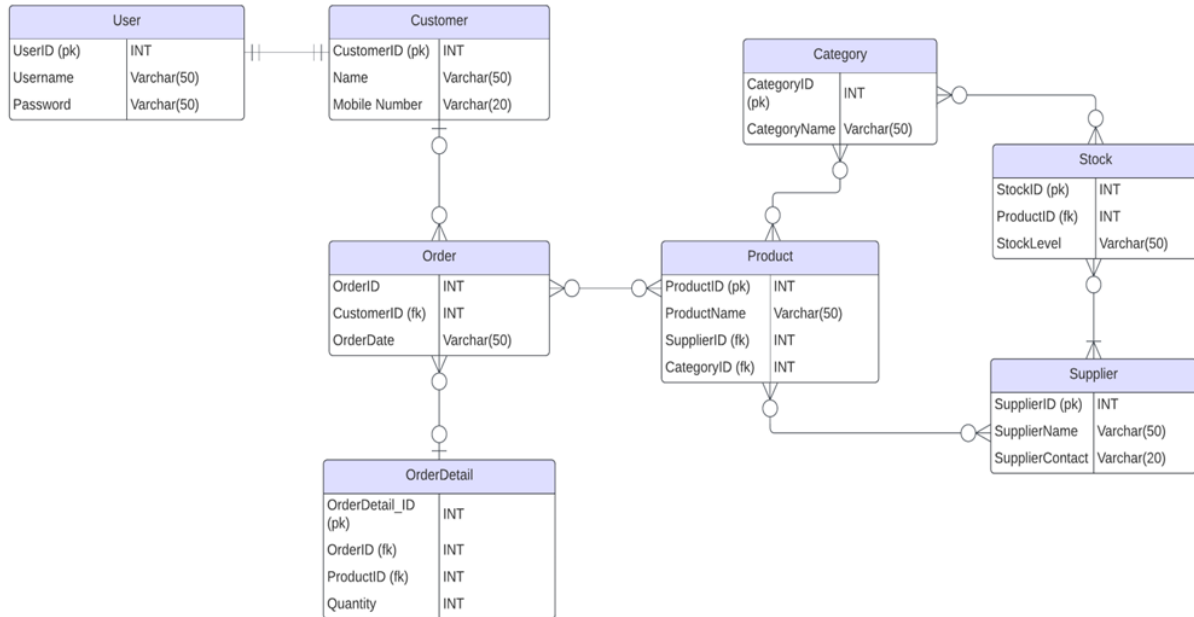 User
UserID (pk) INT
Username Varchar(50)
Password Varchar(50)
Customer
CustomerID (pk) INT
Name Varchar(50)
Mobile Number Varchar(20)
Category
CategoryID
(pk) INT
CategoryName Varchar(50)
Stock
StockID (pk) INT
ProductID (fk) INT
StockLevel Varchar(50)
Order
OrderID INT
CustomerID (fk) INT
OrderDate Varchar(50)
Product
ProductID (pk) INT
ProductName Varchar(50)
SupplierID (fk) INT
CategoryID (fk) INT
Supplier
SupplierID (pk) INT
SupplierName Varchar(50)
SupplierContact Varchar(20)
OrderDetail
OrderDetail_ID
(pk) INT
OrderID (fk) INT
ProductID (fk) INT
Quantity INT